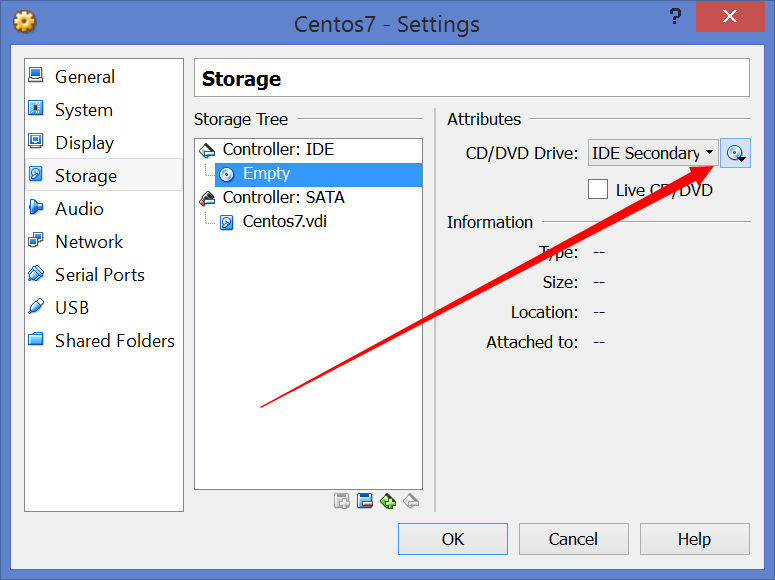 Centos7 - Settings
?
General
System
Display
Storage
Audio
Network
Serial Ports
USB
Shared Folders
Storage
Storage Tree
Controller: IDE
Empty
Controller: SATA
Centos7.vdi
Attributes
CD/DVD Drive: IDE Secondary
Live CD/DVD
Information
Type: --
Size: --
Location: --
Attached to: --
OK
Cancel
Help